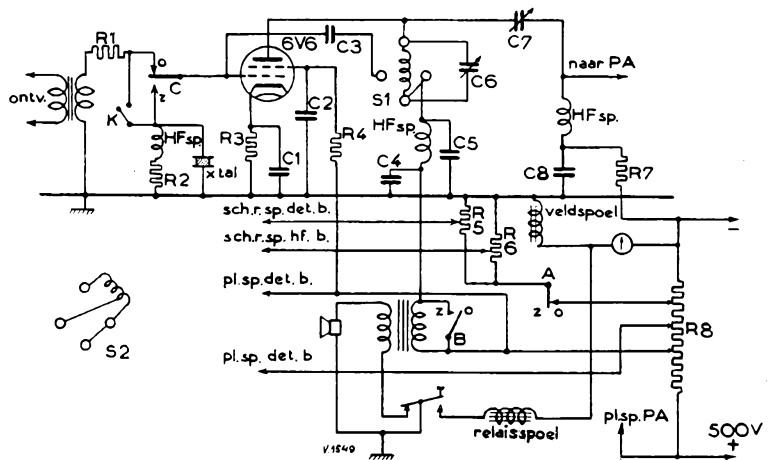 R1
6V6
C3
C7
naar PA
ontv.
o
C
z
K
HFsp.
R2
xtal
R3
C1
C2
R4
S1
C6
HFsp.
C5
C4
HFsp.
C8
R7
sch.r.sp.det.b.
R5
veldspoel
–
sch.r.sp.hf.b.
R6
A
z o
pl.sp.det.b.
z o
B
R8
S2
pl.sp.det.b
T
relaisspoel
pl.sp.PA
500V
+
V.1549